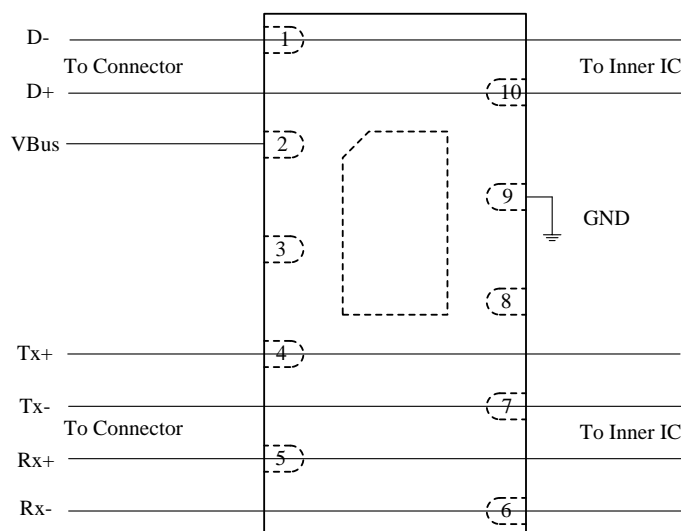 D-
1
To Connector
To Inner IC
D+
10
VBus
2
9
GND
3
8
Tx+
4
Tx-
7
To Connector
To Inner IC
Rx+
5
Rx-
6